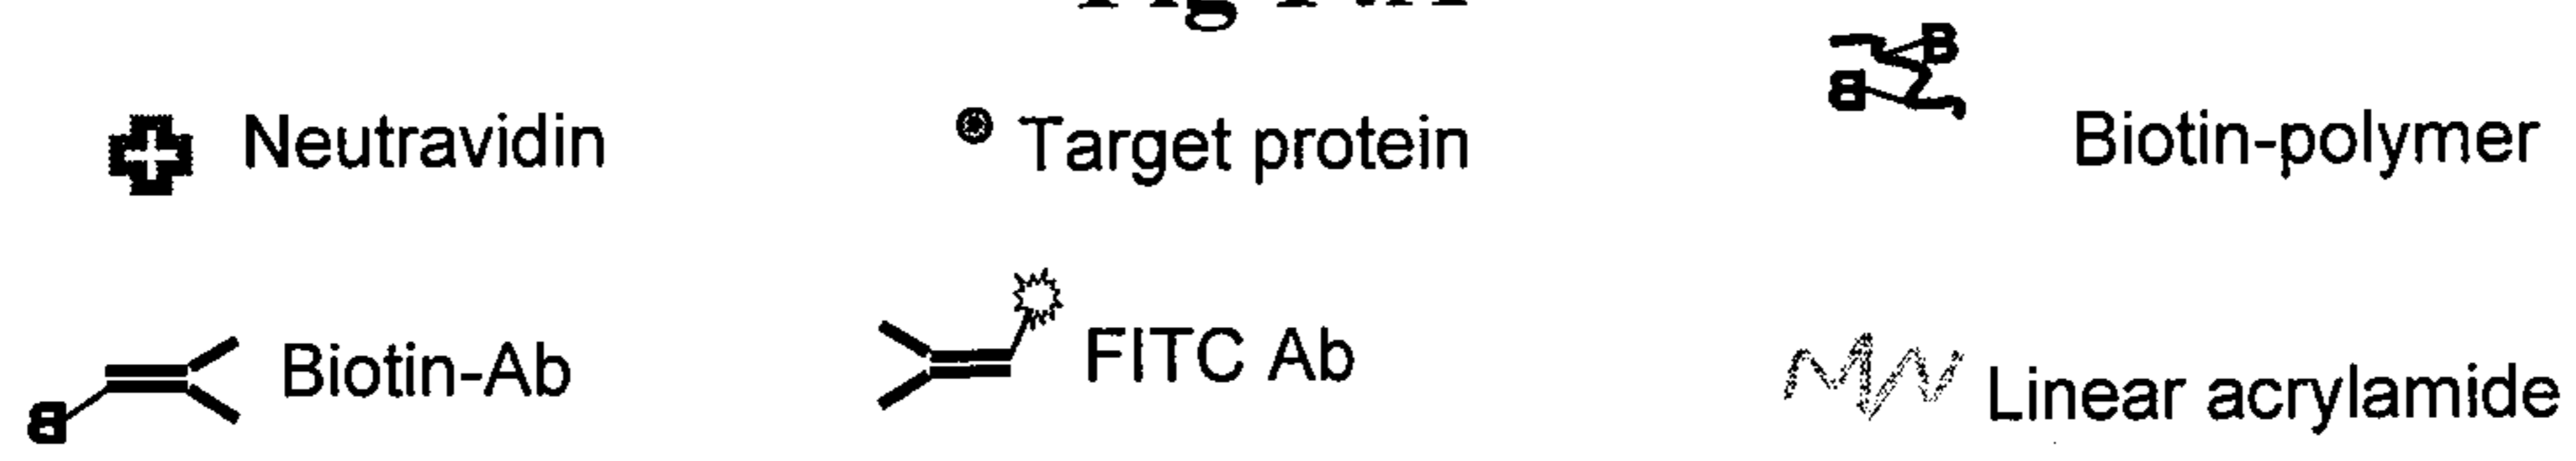 Neutravidin
Target protein
B
B
Biotin-polymer
B
Biotin-Ab
FITC Ab
Linear acrylamide